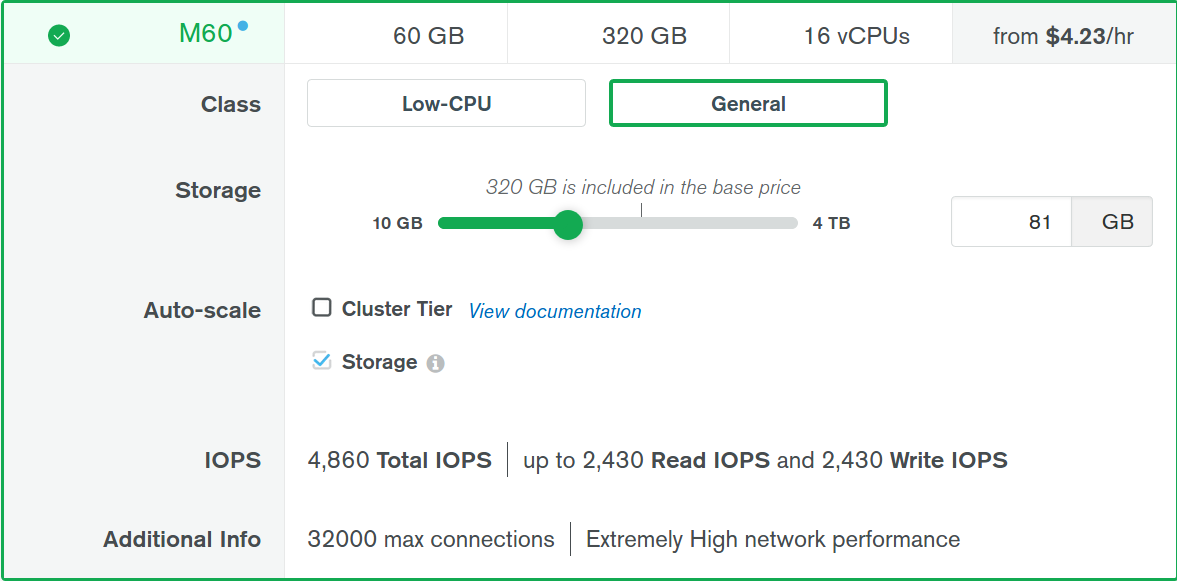 M60 60 GB 320 GB 16 vCPUs from $4.23/hr
Class Low-CPU General
320 GB is included in the base price
Storage 10 GB 4 TB 81 GB
Auto-scale Cluster Tier View documentation
Storage
IOPS 4,860 Total IOPS up to 2,430 Read IOPS and 2,430 Write IOPS
Additional Info 32000 max connections Extremely High network performance